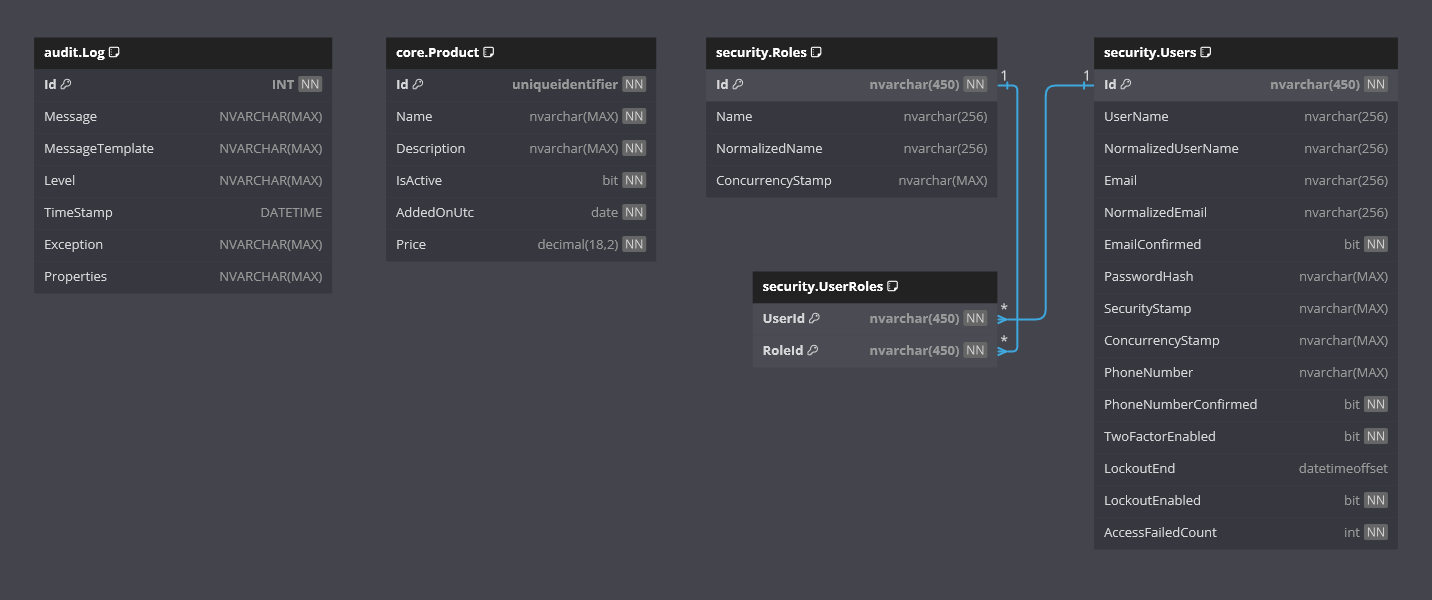 audit.Log
Id INT NN
Message NVARCHAR(MAX)
MessageTemplate NVARCHAR(MAX)
Level NVARCHAR(MAX)
TimeStamp DATETIME
Exception NVARCHAR(MAX)
Properties NVARCHAR(MAX)
core.Product
Id uniqueidentifier NN
Name nvarchar(MAX) NN
Description nvarchar(MAX) NN
IsActive bit NN
AddedOnUtc date NN
Price decimal(18,2) NN
security.Roles
Id nvarchar(450) NN
Name nvarchar(256)
NormalizedName nvarchar(256)
ConcurrencyStamp nvarchar(MAX)
1
1
security.UserRoles
UserId nvarchar(450) NN
RoleId nvarchar(450) NN
*
*
security.Users
Id nvarchar(450) NN
UserName nvarchar(256)
NormalizedUserName nvarchar(256)
Email nvarchar(256)
NormalizedEmail nvarchar(256)
EmailConfirmed bit NN
PasswordHash nvarchar(MAX)
SecurityStamp nvarchar(MAX)
ConcurrencyStamp nvarchar(MAX)
PhoneNumber nvarchar(MAX)
PhoneNumberConfirmed bit NN
TwoFactorEnabled bit NN
LockoutEnd datetimeoffset
LockoutEnabled bit NN
AccessFailedCount int NN